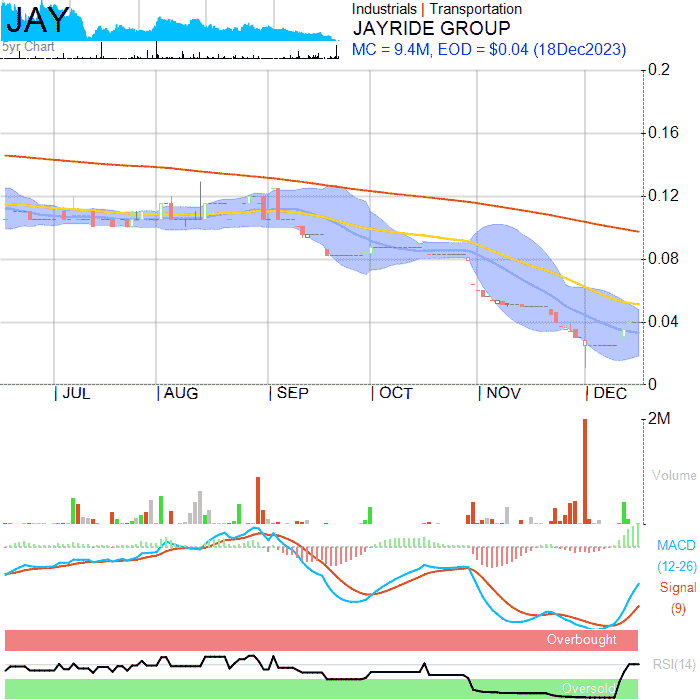 JAY
5yr Chart
Industrials | Transportation
JAYRIDE GROUP
MC = 9.4M, EOD = $0.04 (18Dec2023)
0.2
0.16
0.12
0.08
0.04
0
JUL AUG SEP OCT NOV DEC
2M
Volume
MACD
(12-26)
Signal
(9)
Overbought
RSI(14)
Oversold